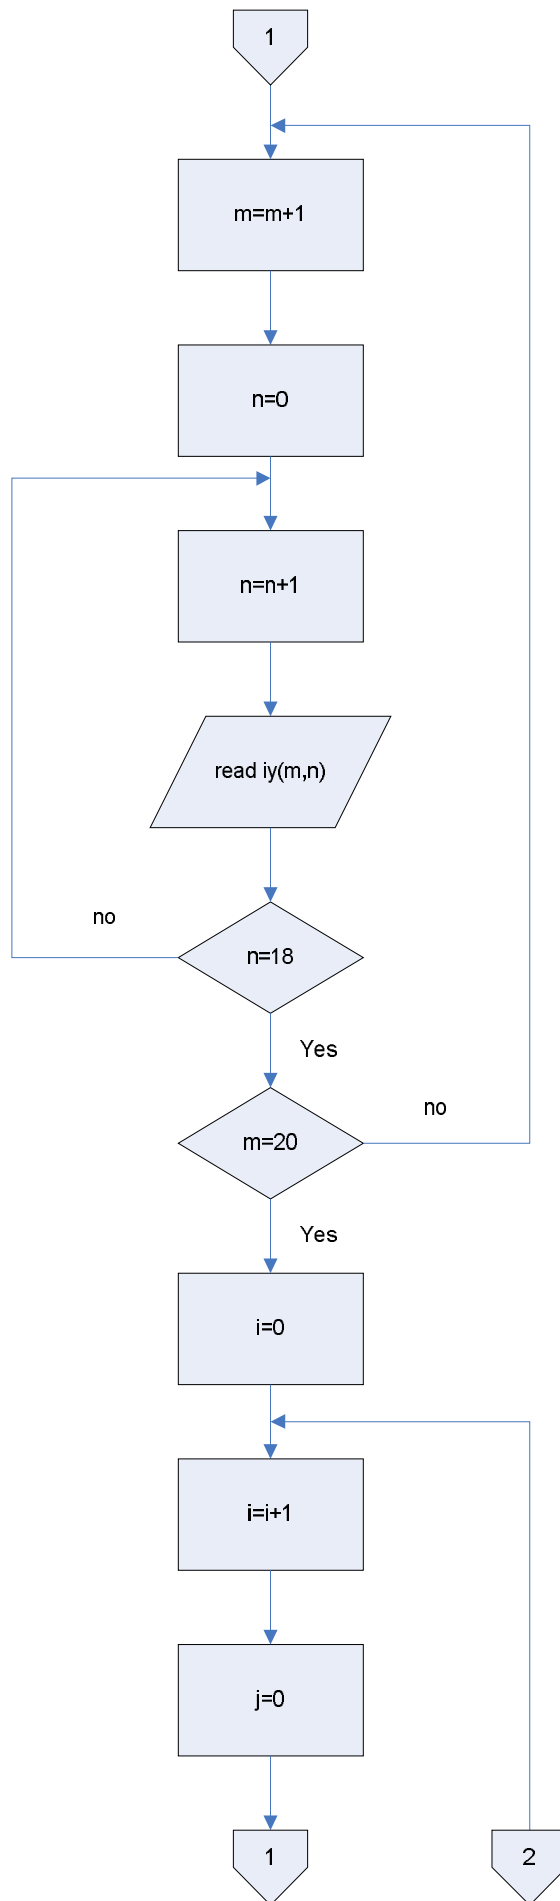 1
m=m+1
n=0
n=n+1
read iy(m,n)
no
n=18
Yes
no
m=20
Yes
i=0
i=i+1
j=0
1
2